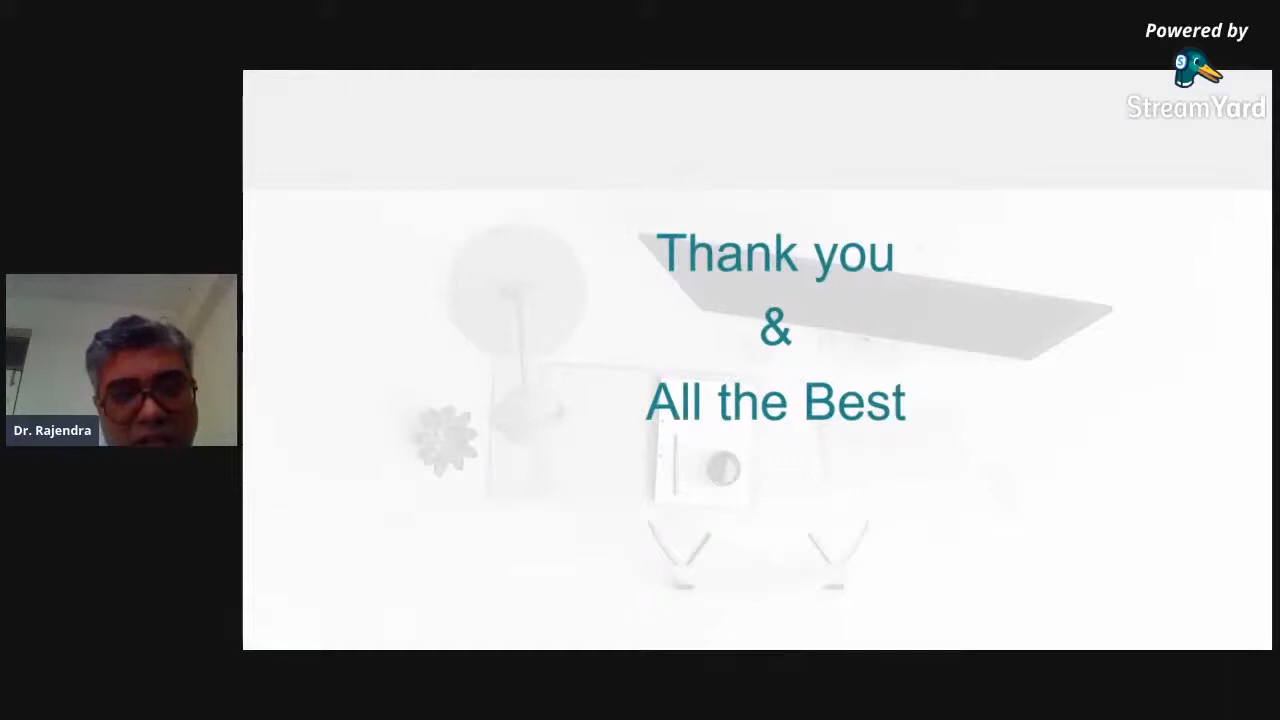 Powered by
StreamYard
Thank you
&
All the Best
Dr. Rajendra